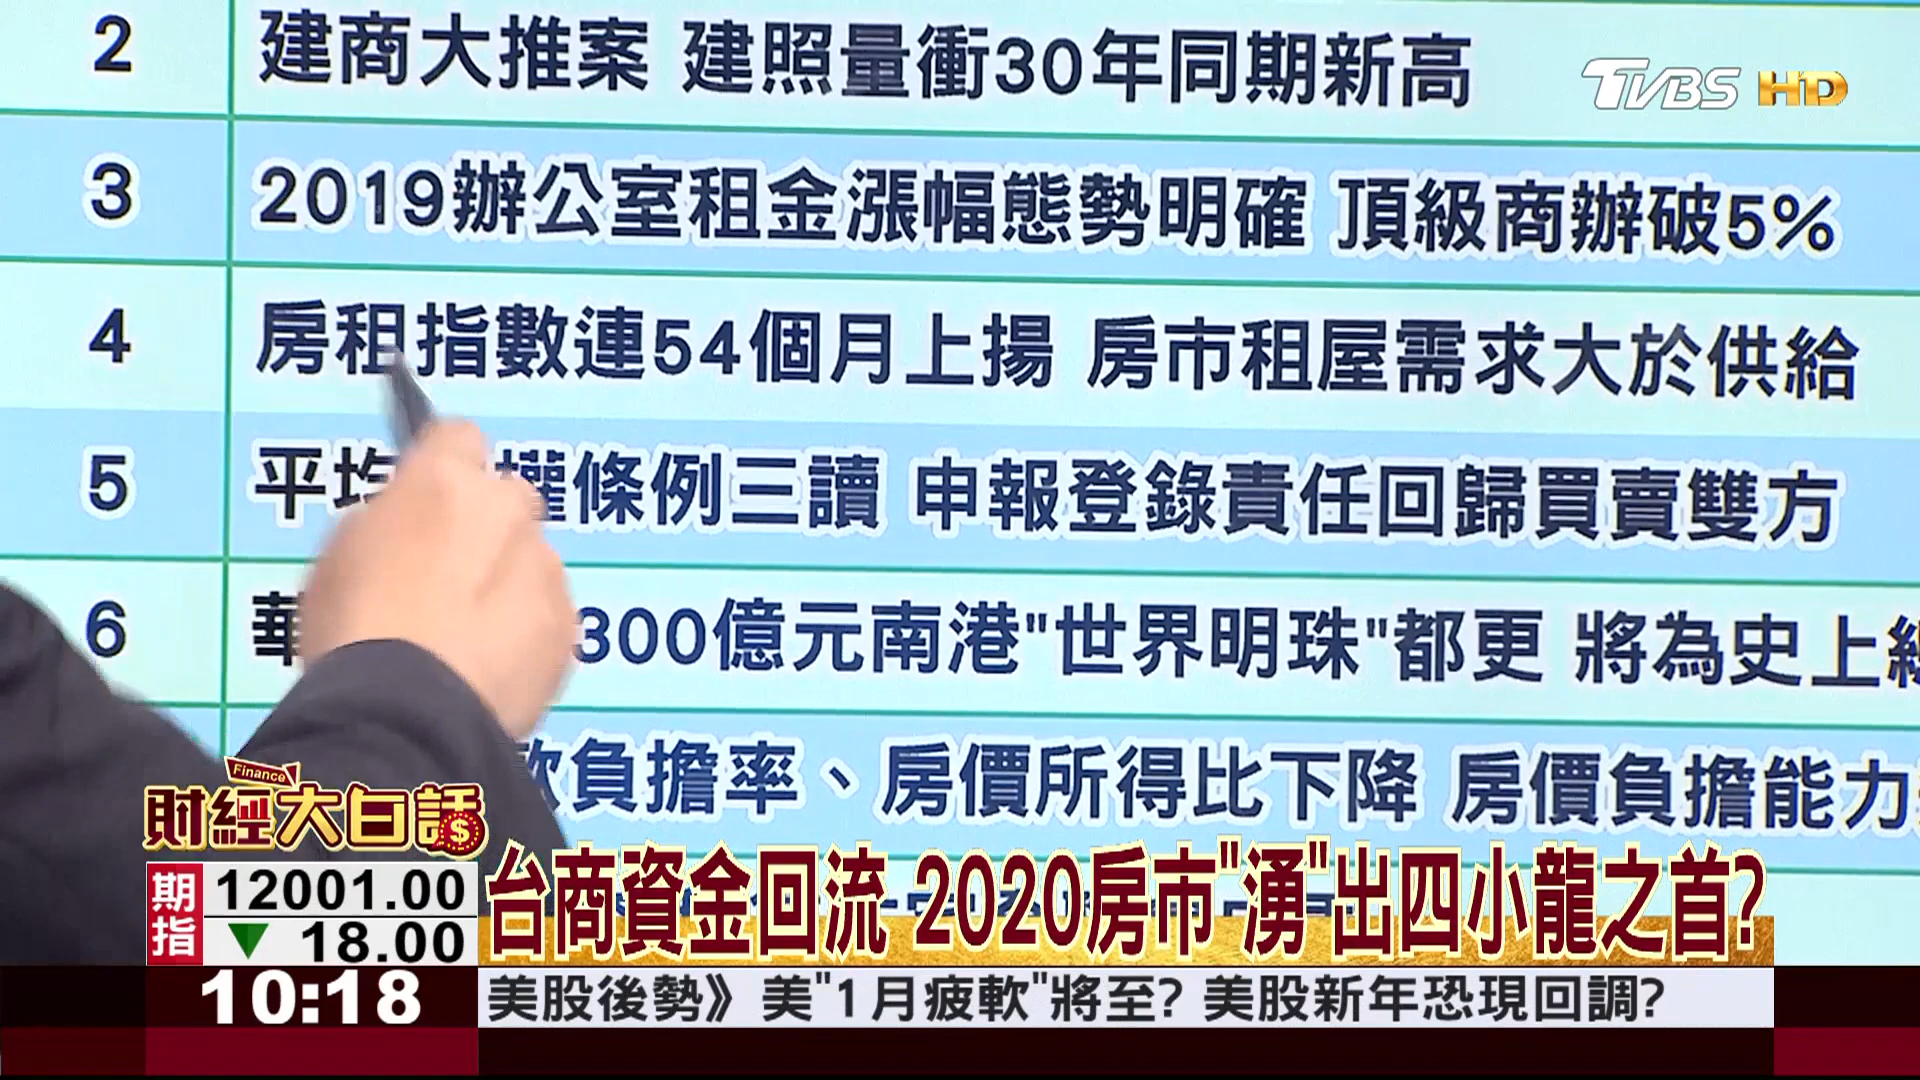 2 建商大推案 建照量衝30年同期新高
TVBS HD
3 2019辦公室租金漲幅態勢明確 頂級商辦破5%
4 房租指數連54個月上揚 房市租屋需求大於供給
5 平均 權條例三讀 申報登錄責任回歸買賣雙方
6 華 300億元南港"世界明珠"都更 將為史上
負擔率、房價所得比下降 房價負擔能力
Finance
財經大白話
台商資金回流 2020房市"湧"出四小龍之首?
期指 12001.00
▼ 18.00
10:18
美股後勢》美"1月疲軟"將至? 美股新年恐現回調?